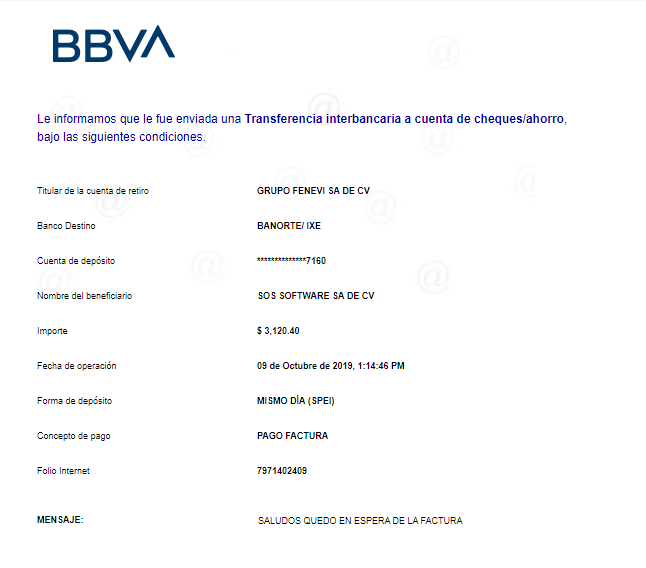 BBVA
Le informamos que le fue enviada una Transferencia interbancaria a cuenta de cheques/ahorro,
bajo las siguientes condiciones.
Titular de la cuenta de retiro GRUPO FENEVI SA DE CV
Banco Destino BANORTE/ IXE
Cuenta de depósito **************7160
Nombre del beneficiario SOS SOFTWARE SA DE CV
Importe $ 3,120.40
Fecha de operación 09 de Octubre de 2019, 1:14:46 PM
Forma de depósito MISMO DÍA (SPEI)
Concepto de pago PAGO FACTURA
Folio Internet 7971402409
MENSAJE: SALUDOS QUEDO EN ESPERA DE LA FACTURA